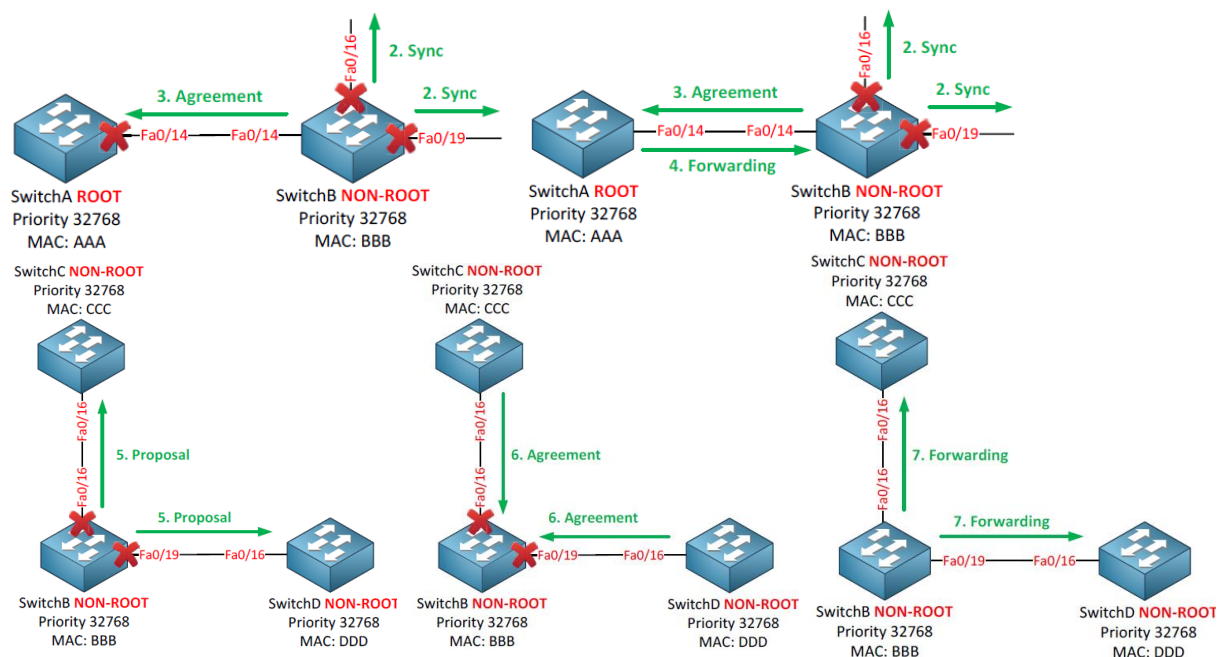 Fa0/16
2. Sync
3. Agreement
2. Sync
Fa0/14
Fa0/14
Fa0/19
SwitchA ROOT
Priority 32768
MAC: AAA
SwitchB NON-ROOT
Priority 32768
MAC: BBB
Fa0/16
2. Sync
3. Agreement
2. Sync
Fa0/14
Fa0/14
Fa0/19
4. Forwarding
SwitchA ROOT
Priority 32768
MAC: AAA
SwitchB NON-ROOT
Priority 32768
MAC: BBB
SwitchC NON-ROOT
Priority 32768
MAC: CCC
Fa0/16
5. Proposal
Fa0/16
5. Proposal
Fa0/19
Fa0/16
SwitchB NON-ROOT
Priority 32768
MAC: BBB
SwitchD NON-ROOT
Priority 32768
MAC: DDD
SwitchC NON-ROOT
Priority 32768
MAC: CCC
Fa0/16
6. Agreement
Fa0/16
6. Agreement
Fa0/19
Fa0/16
SwitchB NON-ROOT
Priority 32768
MAC: BBB
SwitchD NON-ROOT
Priority 32768
MAC: DDD
SwitchC NON-ROOT
Priority 32768
MAC: CCC
Fa0/16
7. Forwarding
Fa0/16
7. Forwarding
Fa0/19
Fa0/16
SwitchB NON-ROOT
Priority 32768
MAC: BBB
SwitchD NON-ROOT
Priority 32768
MAC: DDD